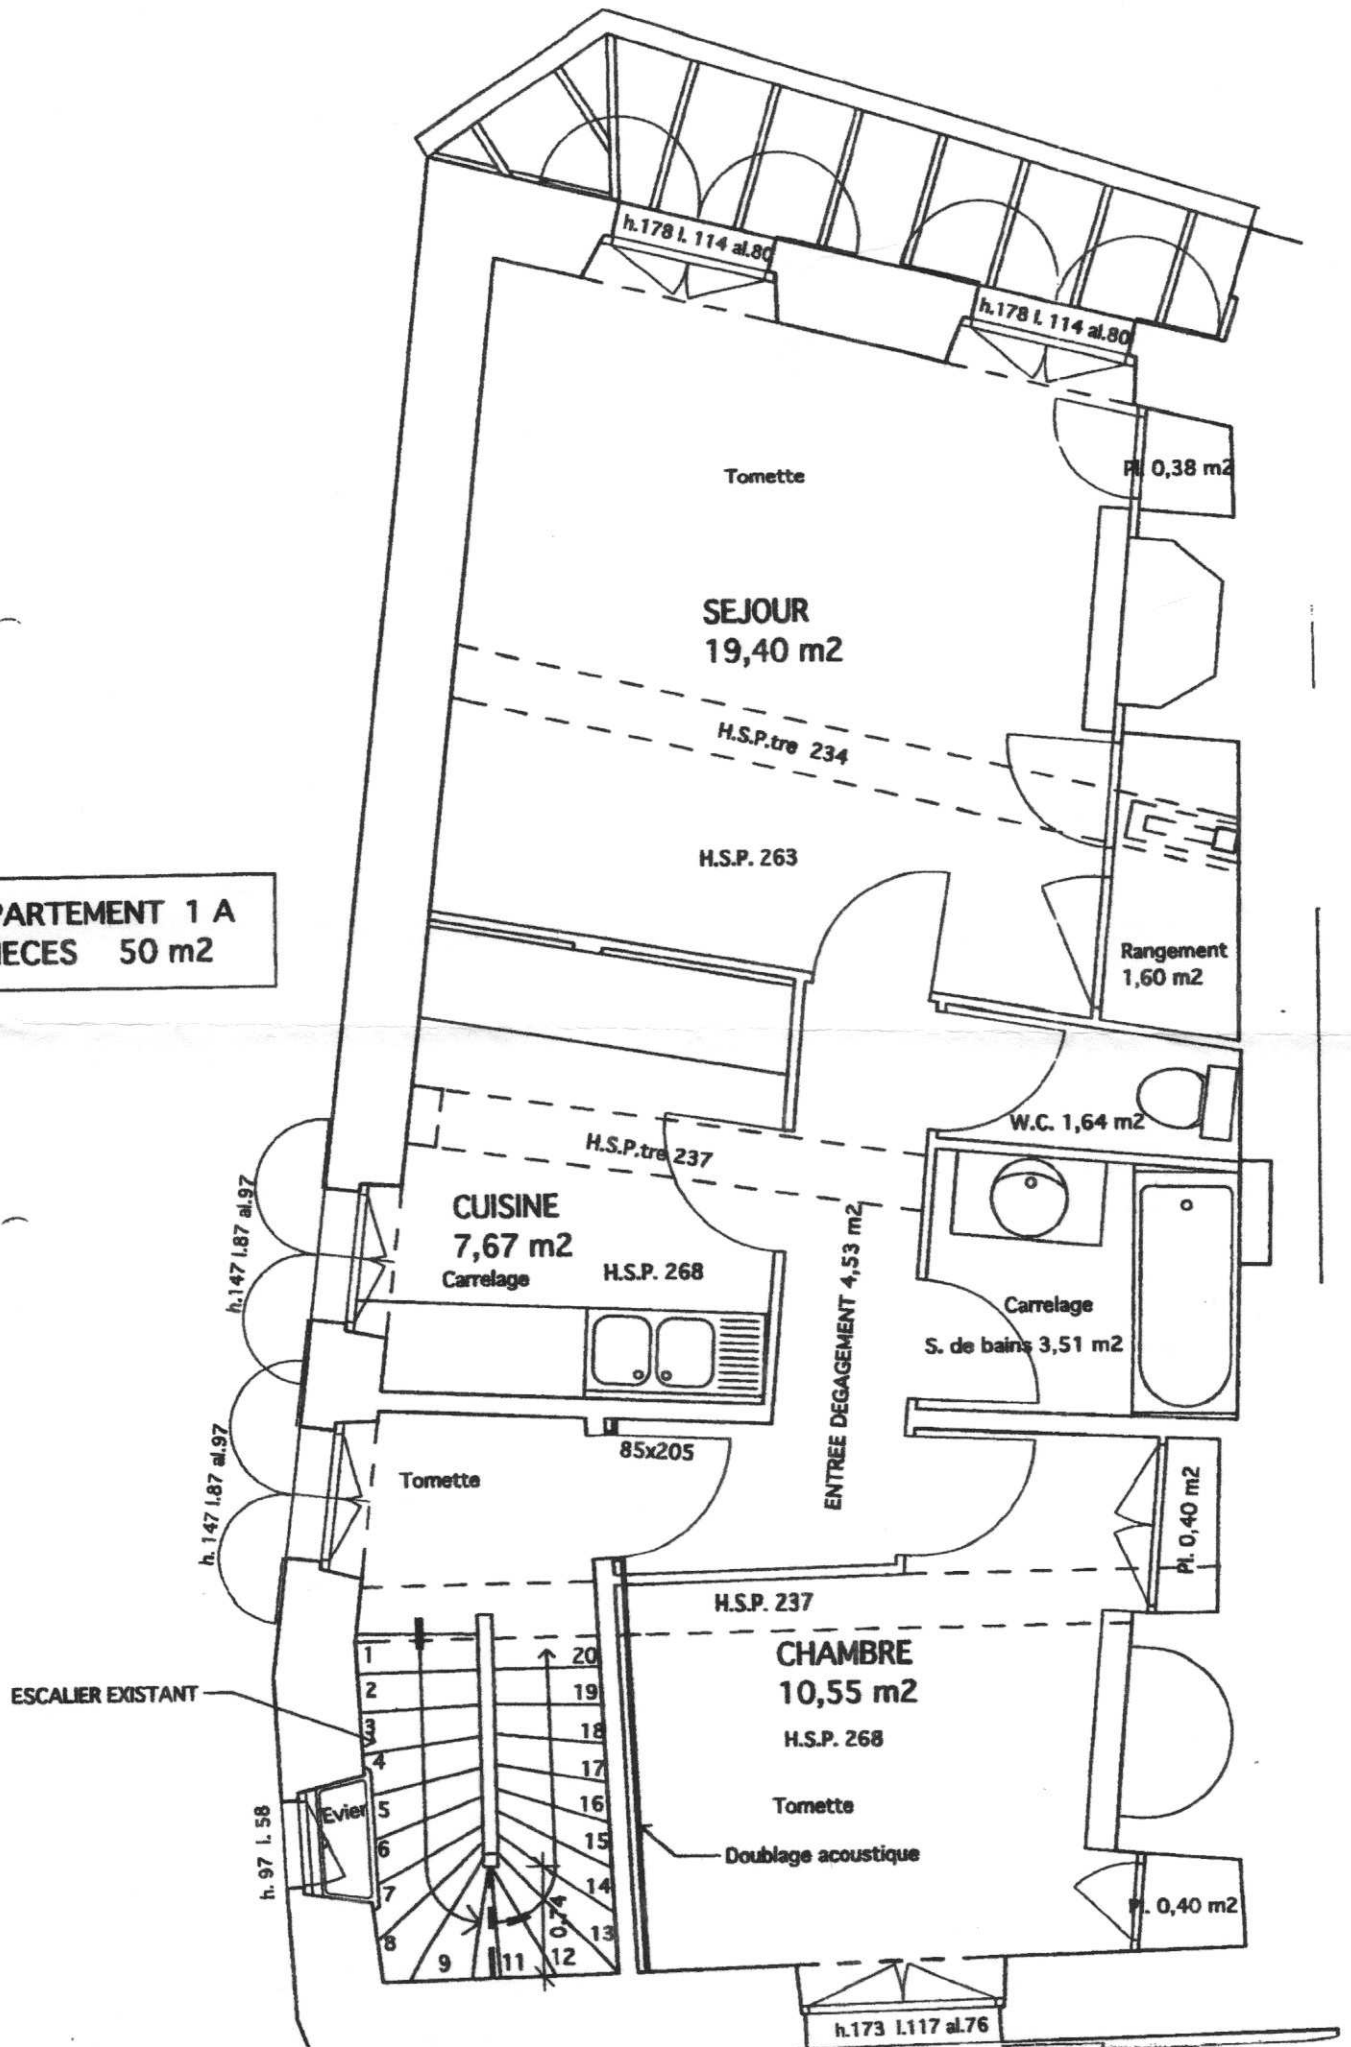 h.178 l. 114 al.80
h.178 l. 114 al.80
Pl. 0,38 m2
Tomette
SEJOUR
19,40 m2
H.S.P.tre 234
H.S.P. 263
PARTEMENT 1 A
IECES 50 m2
Rangement
1,60 m2
W.C. 1,64 m2
H.S.P.tre 237
CUISINE
7,67 m2
Carrelage
H.S.P. 268
h.147 l.87 al.97
ENTREE DEGAGEMENT 4,53 m2
Carrelage
S. de bains 3,51 m2
85x205
Tomette
h. 147 l.87 al.97
Pl. 0,40 m2
H.S.P. 237
CHAMBRE
10,55 m2
H.S.P. 268
Tomette
Doublage acoustique
Pl. 0,40 m2
ESCALIER EXISTANT
1
2
3
4
5
6
7
8
9
11
12
13
14
15
16
17
18
19
20
Evier
h. 97 l. 58
0,74
h.173 l.117 al.76